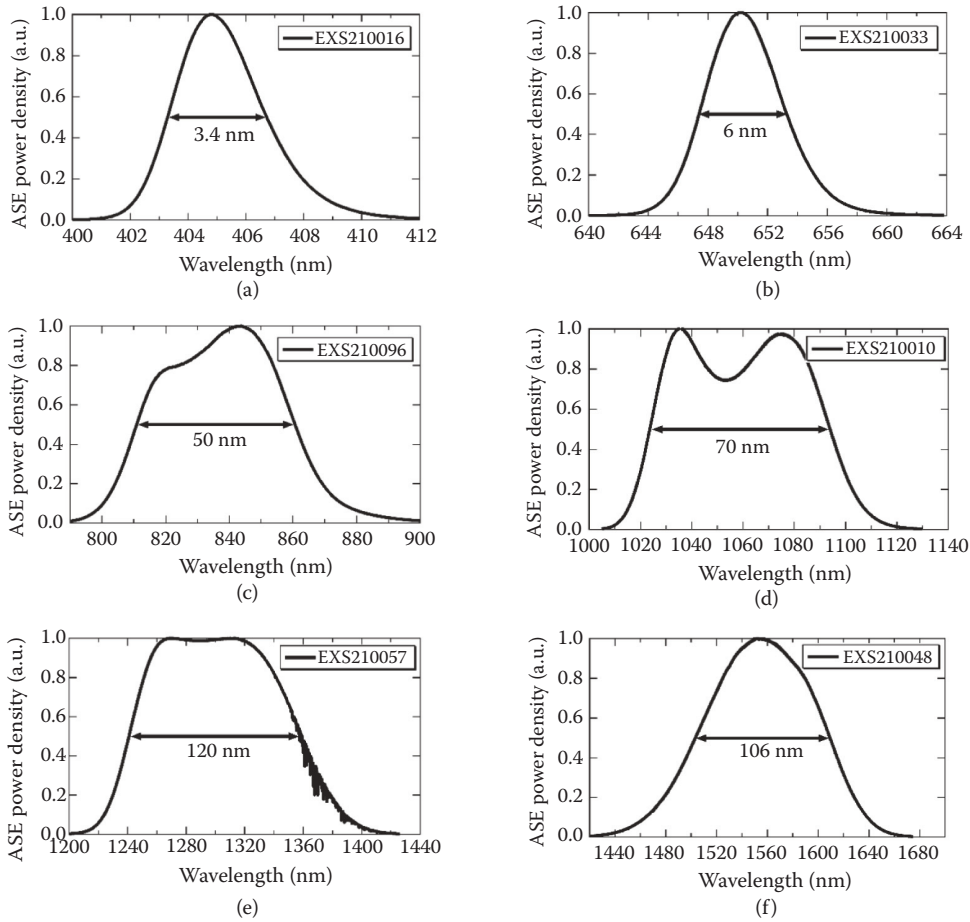 ASE power density (a.u.)
1.0
0.8
0.6
0.4
0.2
0.0
EXS210016
3.4 nm
400 402 404 406 408 410 412
Wavelength (nm)
(a)
ASE power density (a.u.)
1.0
0.8
0.6
0.4
0.2
0.0
EXS210033
6 nm
640 644 648 652 656 660 664
Wavelength (nm)
(b)
ASE power density (a.u.)
1.0
0.8
0.6
0.4
0.2
0.0
EXS210096
50 nm
800 820 840 860 880 900
Wavelength (nm)
(c)
ASE power density (a.u.)
1.0
0.8
0.6
0.4
0.2
0.0
EXS210010
70 nm
1000 1020 1040 1060 1080 1100 1120 1140
Wavelength (nm)
(d)
ASE power density (a.u.)
1.0
0.8
0.6
0.4
0.2
0.0
EXS210057
120 nm
1200 1240 1280 1320 1360 1400 1440
Wavelength (nm)
(e)
ASE power density (a.u.)
1.0
0.8
0.6
0.4
0.2
0.0
EXS210048
106 nm
1440 1480 1520 1560 1600 1640 1680
Wavelength (nm)
(f)